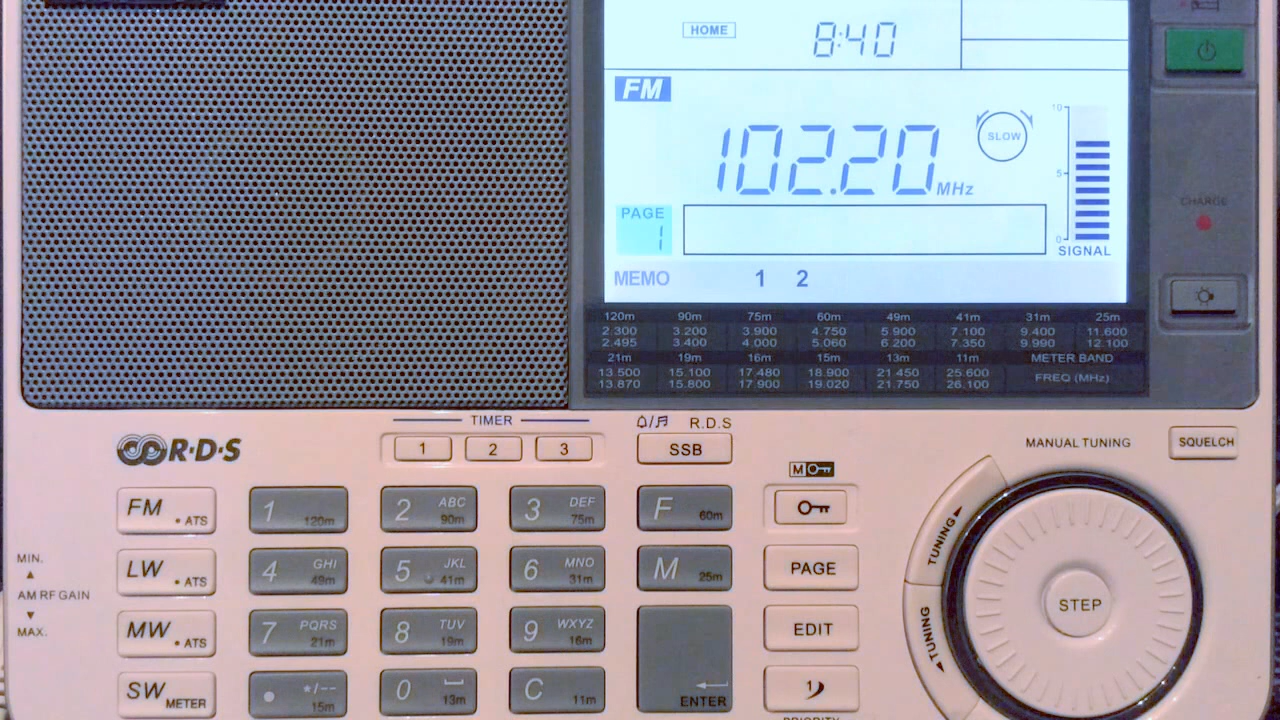 HOME 8:40
FM
102.20 MHz
SLOW
10
5
0
SIGNAL
PAGE
1
MEMO 1 2
CHARGE
120m 90m 75m 60m 49m 41m 31m 25m
2.300 3.200 3.900 4.750 5.900 7.100 9.400 11.600
2.495 3.400 4.000 5.060 6.200 7.350 9.990 12.100
21m 19m 16m 15m 13m 11m METER BAND
13.500 15.100 17.480 18.900 21.450 25.600 FREQ (MHz)
13.870 15.800 17.900 19.020 21.750 26.100
TIMER
1 2 3
R.D.S
SSB
R·D·S
MANUAL TUNING
SQUELCH
M
FM • ATS
1 120m
2 ABC 90m
3 DEF 75m
F 60m
LW • ATS
4 GHI 49m
5 JKL 41m
6 MNO 31m
M 25m
PAGE
MIN.
▲
AM RF GAIN
▼
MAX.
MW • ATS
7 PQRS 21m
8 TUV 19m
9 WXYZ 16m
EDIT
SW METER
• */-- 15m
0 13m
C 11m
ENTER
PRIORITY
TUNING ▲
STEP
▲ TUNING